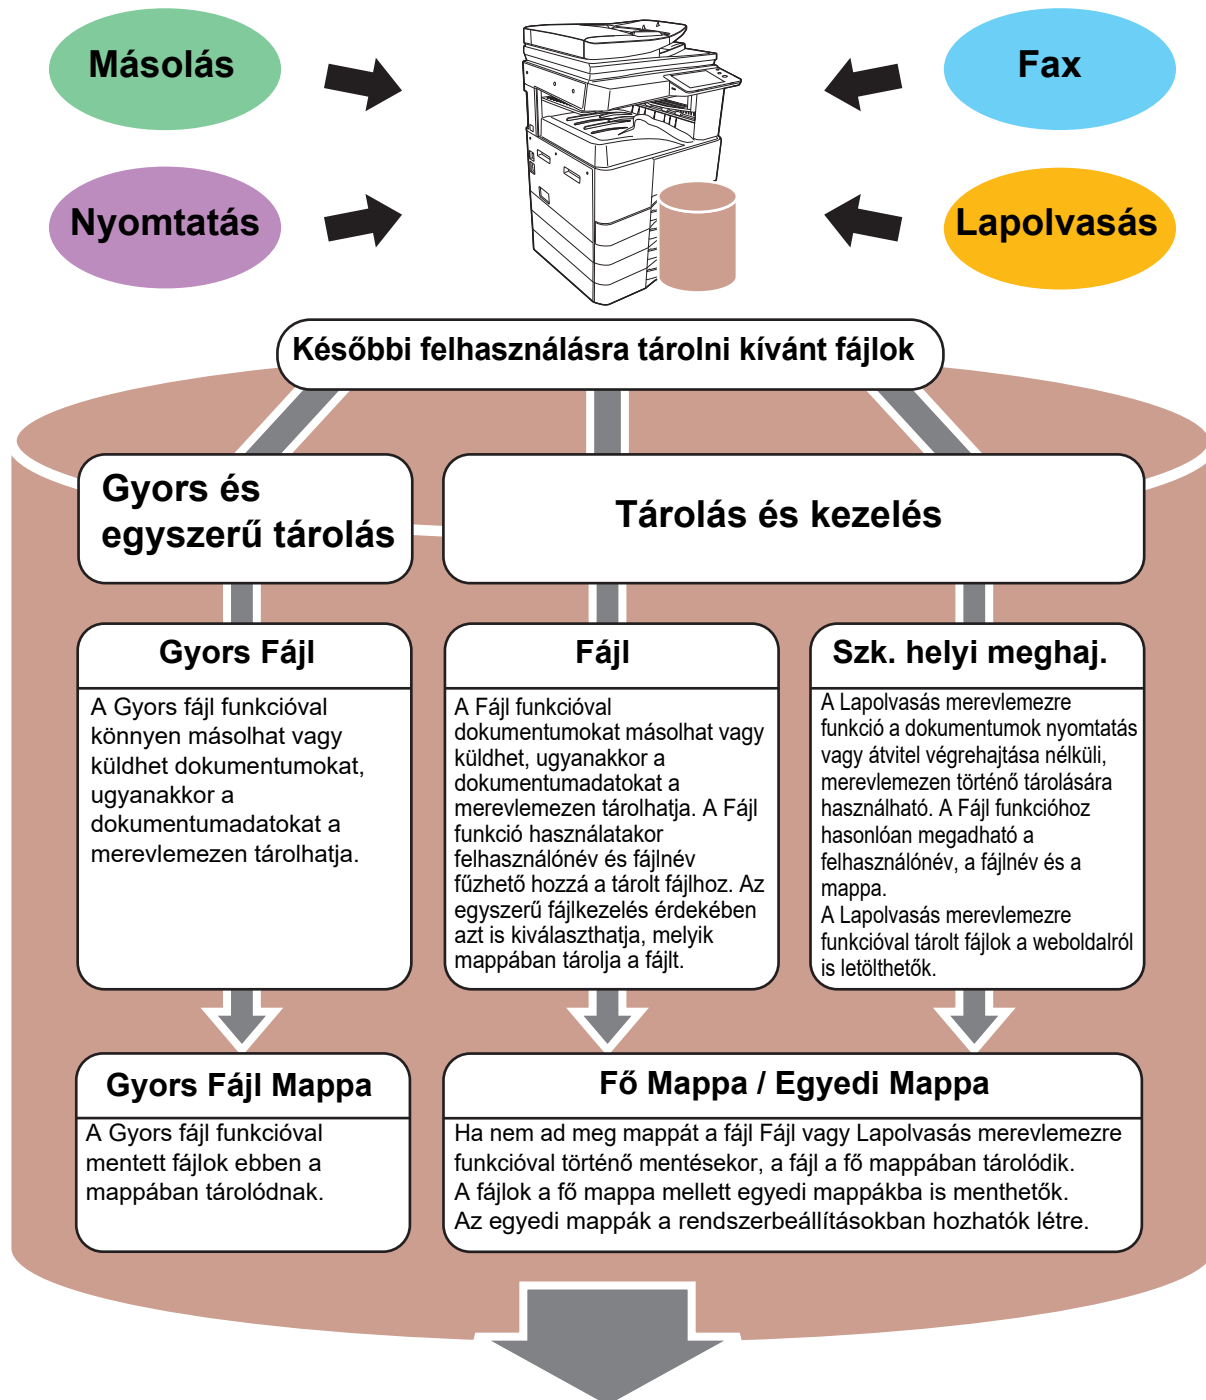 Másolás
Fax
Nyomtatás
Lapolvasás
Későbbi felhasználásra tárolni kívánt fájlok
Gyors és
egyszerű tárolás
Tárolás és kezelés
Gyors Fájl
A Gyors fájl funkcióval
könnyen másolhat vagy
küldhet dokumentumokat,
ugyanakkor a
dokumentumadatokat a
merevlemezen tárolhatja.
Fájl
A Fájl funkcióval
dokumentumokat másolhat vagy
küldhet, ugyanakkor a
dokumentumadatokat a
merevlemezen tárolhatja. A Fájl
funkció használatakor
felhasználónév és fájlnév
fűzhető hozzá a tárolt fájlhoz. Az
egyszerű fájlkezelés érdekében
azt is kiválaszthatja, melyik
mappában tárolja a fájlt.
Szk. helyi meghaj.
A Lapolvasás merevlemezre
funkció a dokumentumok nyomtatás
vagy átvitel végrehajtása nélküli,
merevlemezen történő tárolására
használható. A Fájl funkcióhoz
hasonlóan megadható a
felhasználónév, a fájlnév és a
mappa.
A Lapolvasás merevlemezre
funkcióval tárolt fájlok a weboldalról
is letölthetők.
Gyors Fájl Mappa
A Gyors fájl funkcióval
mentett fájlok ebben a
mappában tárolódnak.
Fő Mappa / Egyedi Mappa
Ha nem ad meg mappát a fájl Fájl vagy Lapolvasás merevlemezre
funkcióval történő mentésekor, a fájl a fő mappában tárolódik.
A fájlok a fő mappa mellett egyedi mappákba is menthetők.
Az egyedi mappák a rendszerbeállításokban hozhatók létre.